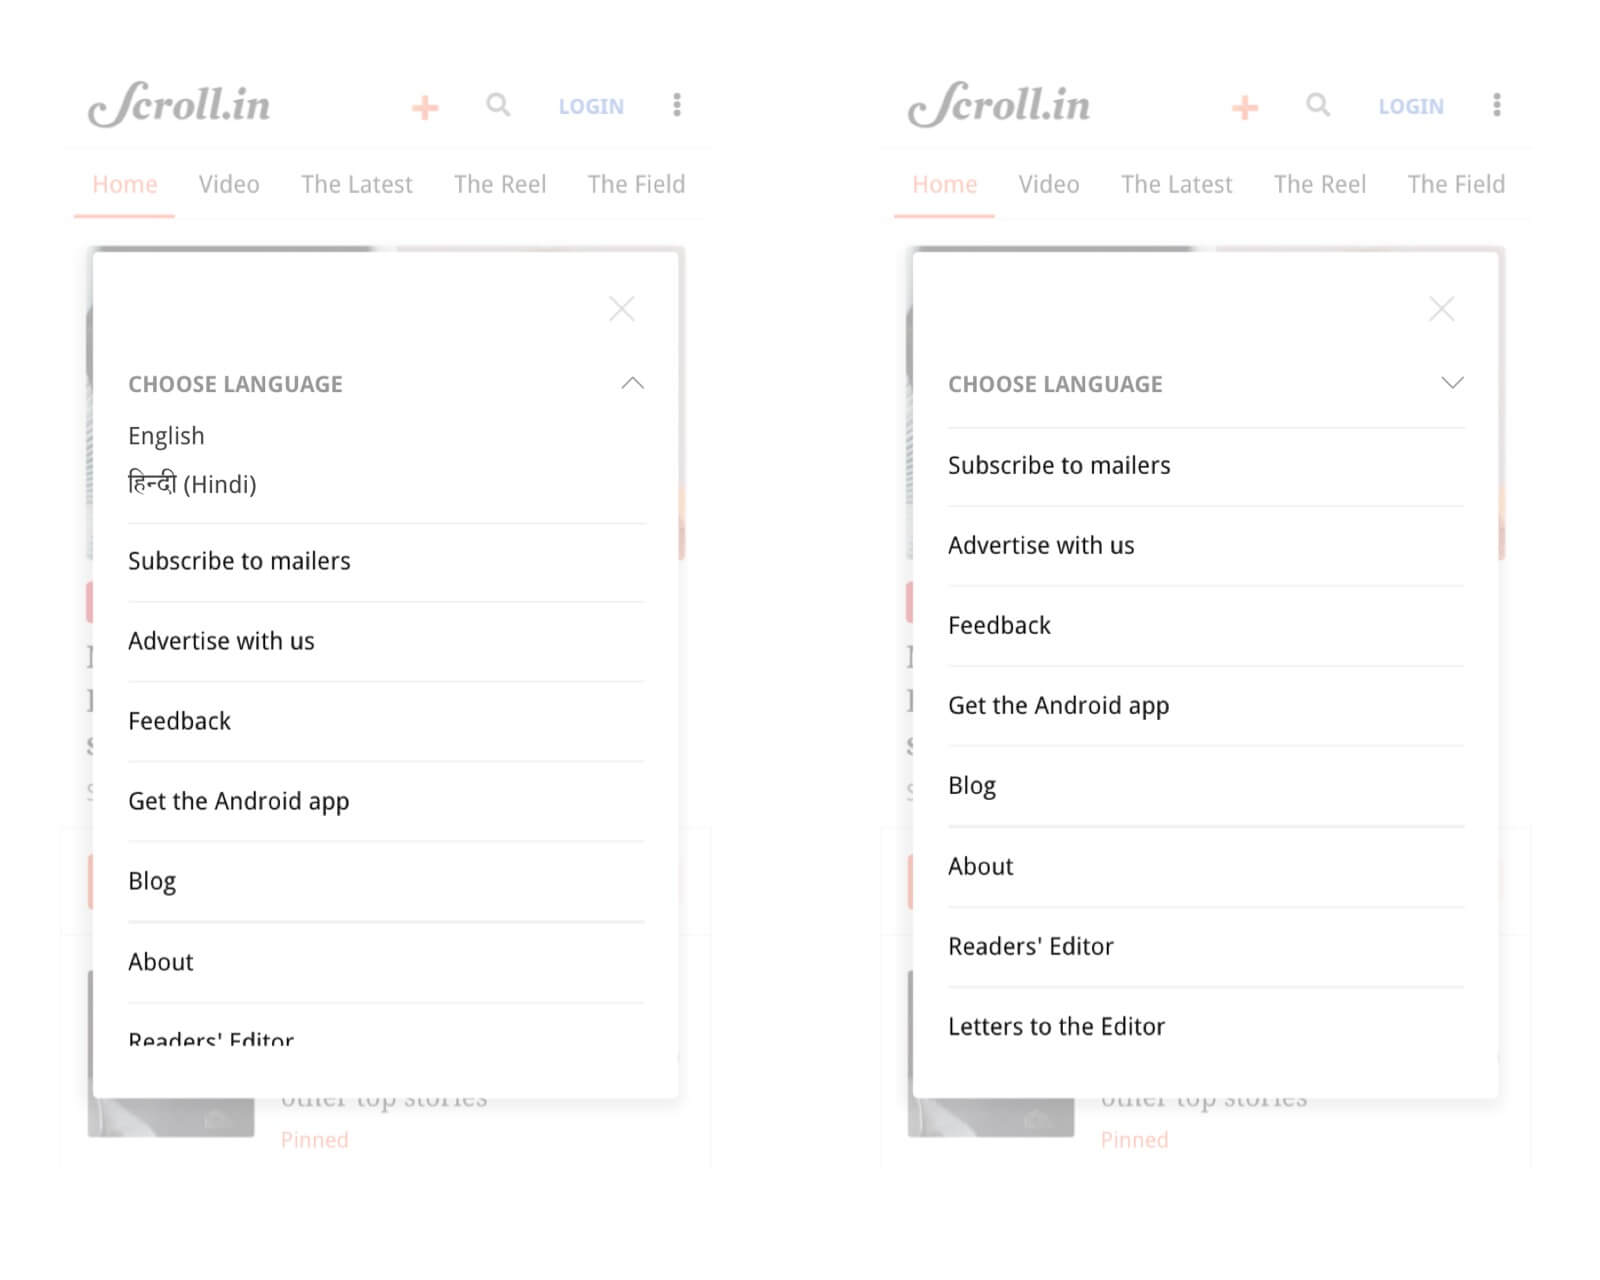 Scroll.in
LOGIN
Home Video The Latest The Reel The Field
CHOOSE LANGUAGE
English
हिन्दी (Hindi)
Subscribe to mailers
Advertise with us
Feedback
Get the Android app
Blog
About
Readers' Editor
other top stories
Pinned
Scroll.in
LOGIN
Home Video The Latest The Reel The Field
CHOOSE LANGUAGE
Subscribe to mailers
Advertise with us
Feedback
Get the Android app
Blog
About
Readers' Editor
Letters to the Editor
other top stories
Pinned